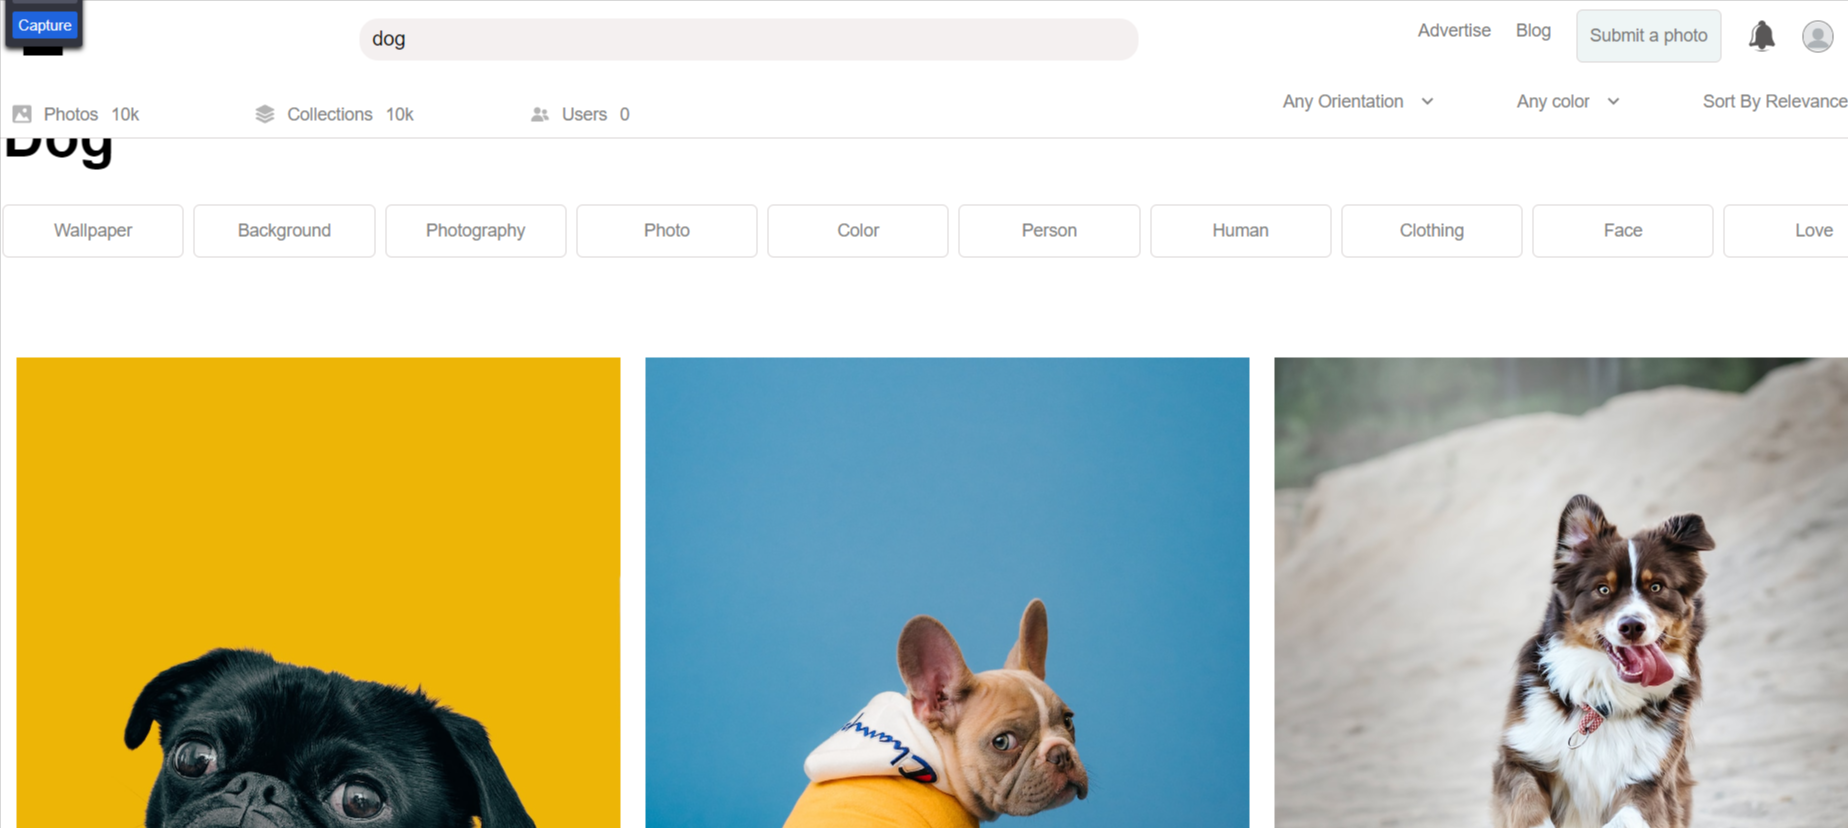 Capture
dog
Advertise Blog Submit a photo
Photos 10k Collections 10k Users 0
Any Orientation Any color Sort By Relevance
Dog
Wallpaper Background Photography Photo Color Person Human Clothing Face Love
Champ